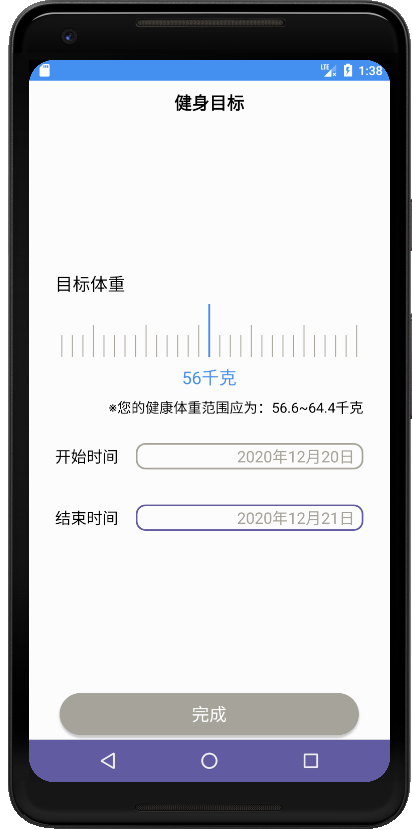 LTE 1:38
健身目标
目标体重
56千克
※您的健康体重范围应为：56.6~64.4千克
开始时间 2020年12月20日
结束时间 2020年12月21日
完成